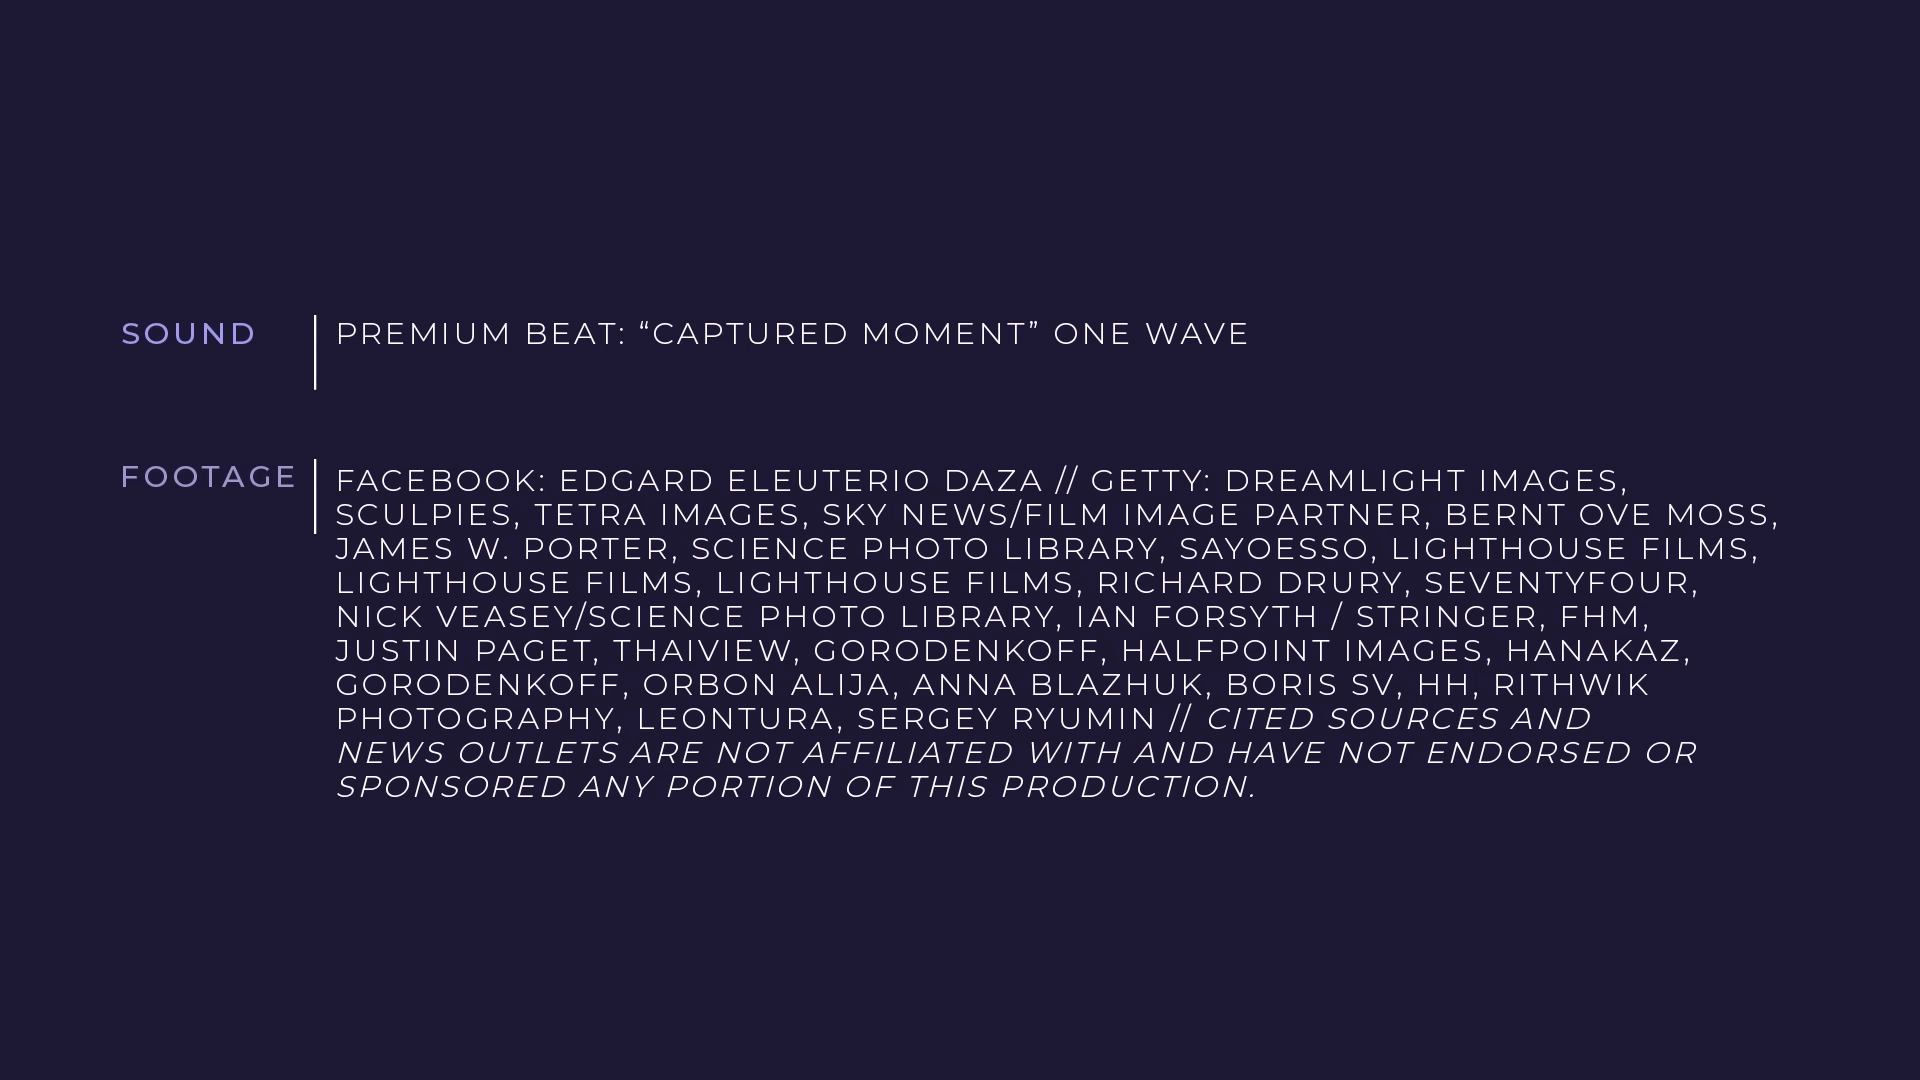 SOUND
PREMIUM BEAT: “CAPTURED MOMENT” ONE WAVE
FOOTAGE
FACEBOOK: EDGARD ELEUTERIO DAZA // GETTY: DREAMLIGHT IMAGES,
SCULPIES, TETRA IMAGES, SKY NEWS/FILM IMAGE PARTNER, BERNT OVE MOSS,
JAMES W. PORTER, SCIENCE PHOTO LIBRARY, SAYOESSO, LIGHTHOUSE FILMS,
LIGHTHOUSE FILMS, LIGHTHOUSE FILMS, RICHARD DRURY, SEVENTYFOUR,
NICK VEASEY/SCIENCE PHOTO LIBRARY, IAN FORSYTH / STRINGER, FHM,
JUSTIN PAGET, THAIVIEW, GORODENKOFF, HALFPOINT IMAGES, HANAKAZ,
GORODENKOFF, ORBON ALIJA, ANNA BLAZHUK, BORIS SV, HH, RITHWIK
PHOTOGRAPHY, LEONTURA, SERGEY RYUMIN // CITED SOURCES AND
NEWS OUTLETS ARE NOT AFFILIATED WITH AND HAVE NOT ENDORSED OR
SPONSORED ANY PORTION OF THIS PRODUCTION.